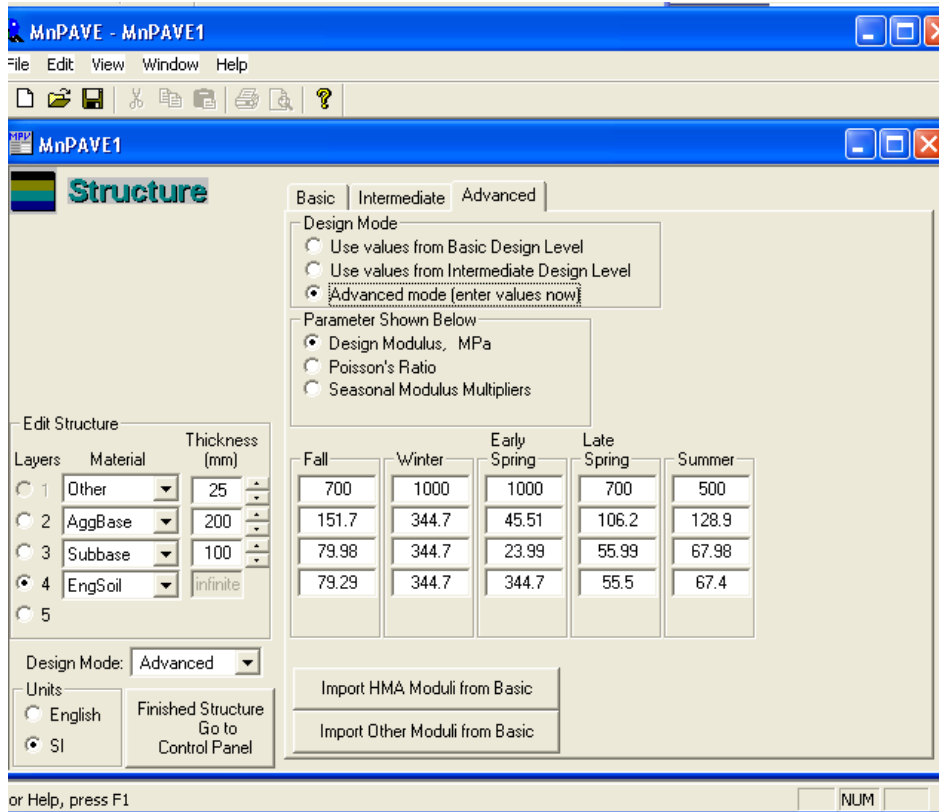 MnPAVE - MnPAVE1
File Edit View Window Help
MPV MnPAVE1
Structure
Basic Intermediate Advanced
Design Mode
Use values from Basic Design Level
Use values from Intermediate Design Level
Advanced mode (enter values now)
Parameter Shown Below
Design Modulus, MPa
Poisson's Ratio
Seasonal Modulus Multipliers
Edit Structure
Layers Material Thickness (mm)
1 Other 25
2 AggBase 200
3 Subbase 100
4 EngSoil infinite
5
Fall Winter Early Spring Late Spring Summer
700 1000 1000 700 500
151.7 344.7 45.51 106.2 128.9
79.98 344.7 23.99 55.99 67.98
79.29 344.7 344.7 55.5 67.4
Design Mode: Advanced
Units
English
SI
Finished Structure
Go to
Control Panel
Import HMA Moduli from Basic
Import Other Moduli from Basic
or Help, press F1
NUM